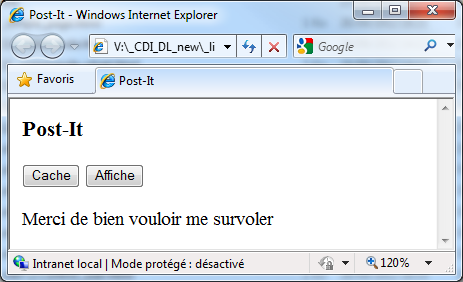 Post-It - Windows Internet Explorer
V:\_CDI_DL_new\_li
Google
Favoris
Post-It
Post-It
Cache Affiche
Merci de bien vouloir me survoler
Intranet local | Mode protégé : désactivé
120%